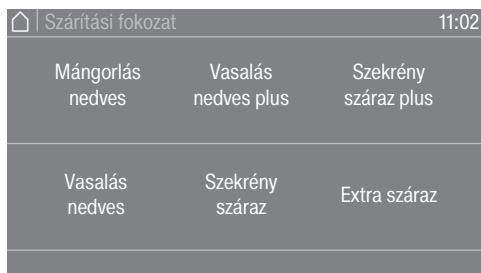 Szárítási fokozat 11:02
Mángorlás nedves
Vasalás nedves plus
Szekrény száraz plus
Vasalás nedves
Szekrény száraz
Extra száraz